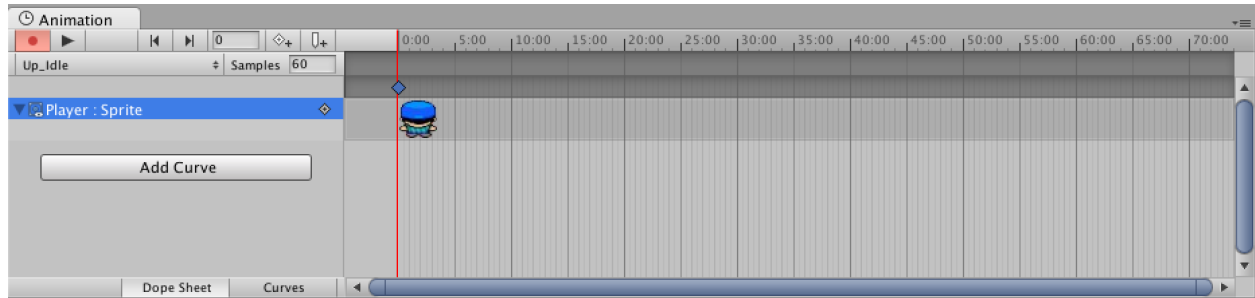 Animation
0 0:00 5:00 10:00 15:00 20:00 25:00 30:00 35:00 40:00 45:00 50:00 55:00 60:00 65:00 70:00
Up_Idle Samples 60
Player : Sprite
Add Curve
Dope Sheet Curves